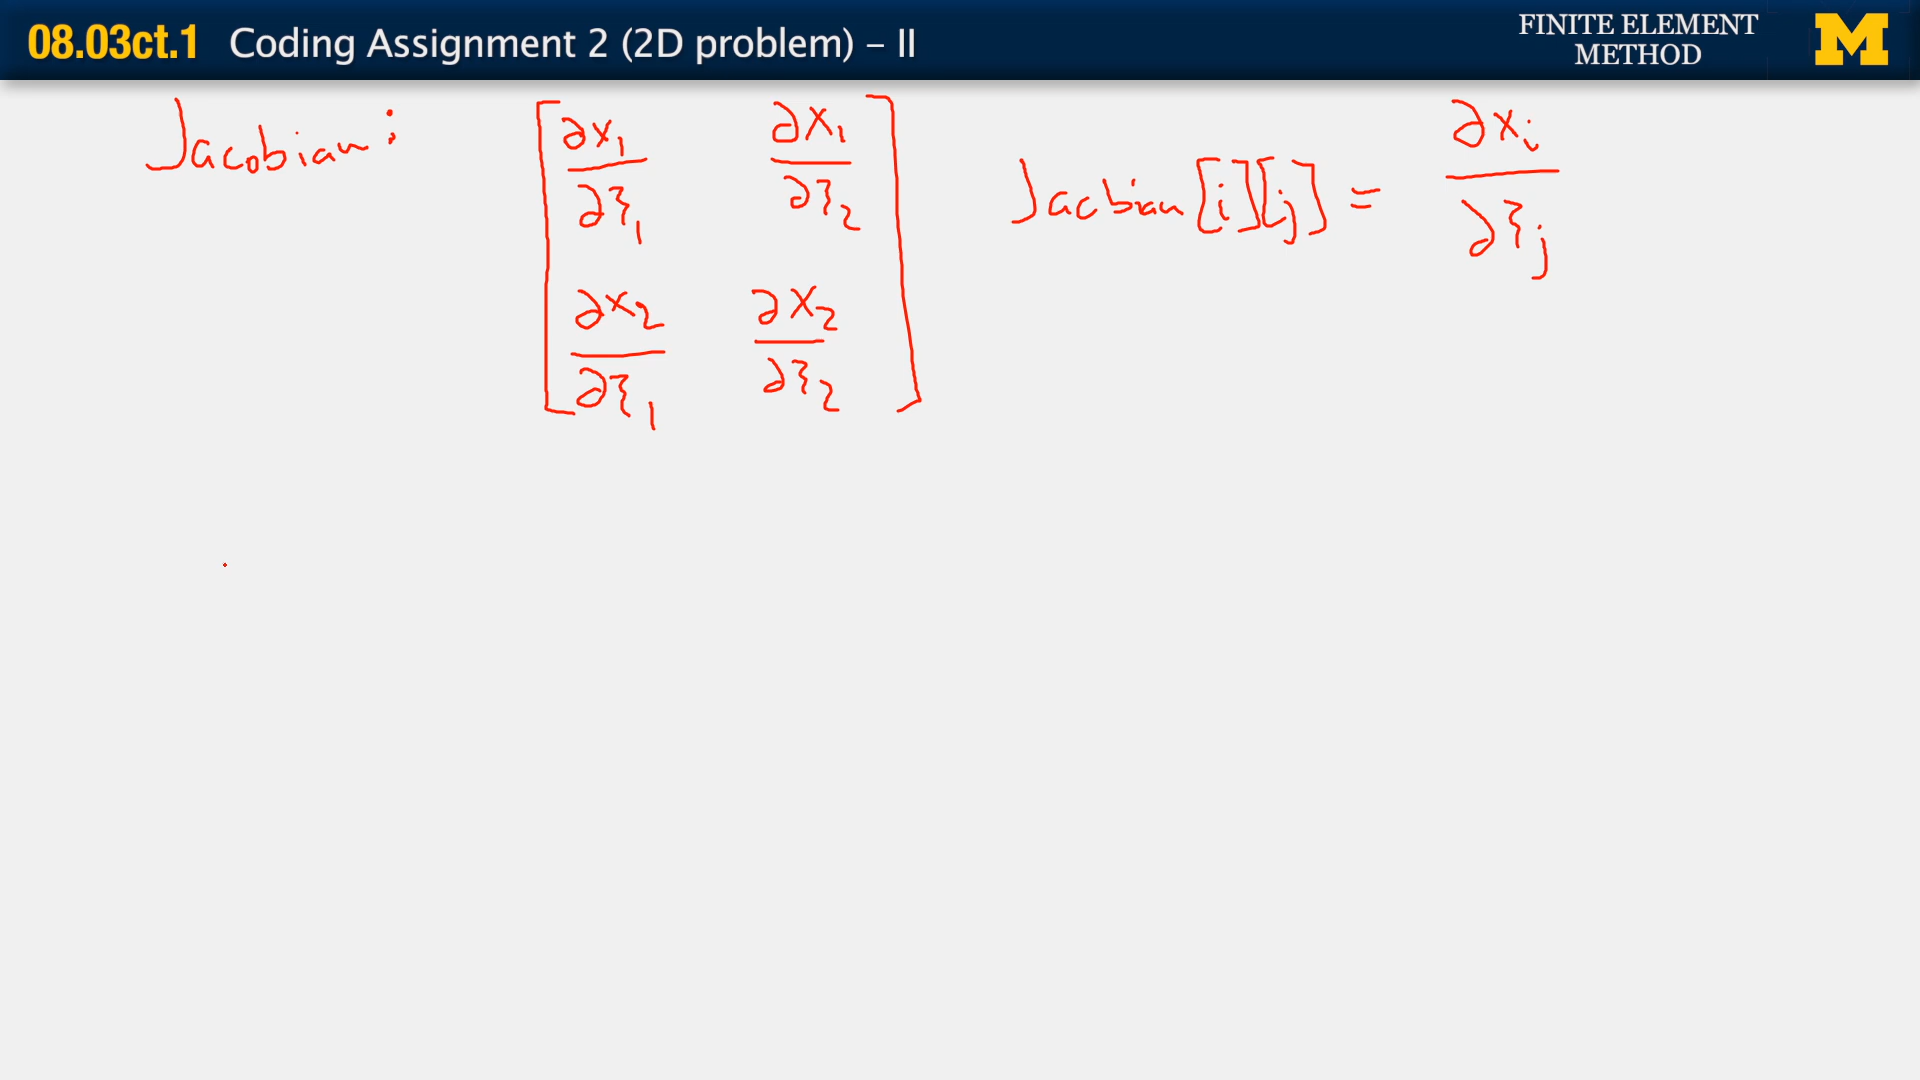 08.03ct.1 Coding Assignment 2 (2D problem) – II
FINITE ELEMENT
METHOD
M
Jacobian:
∂x₁/∂ξ₁ ∂x₁/∂ξ₂
∂x₂/∂ξ₁ ∂x₂/∂ξ₂
Jacbian[i][j] = ∂xᵢ/∂ξⱼ